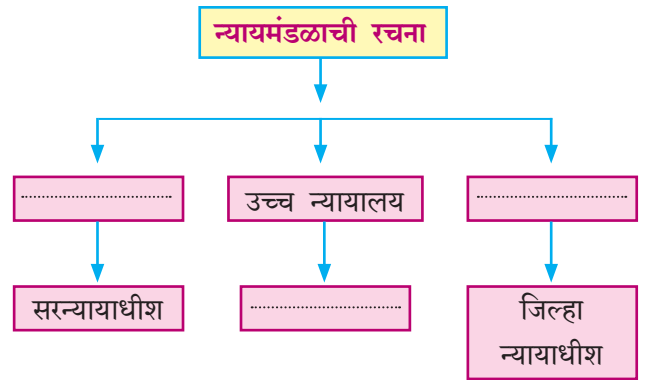 न्यायमंडळाची रचना
....................
उच्च न्यायालय
....................
सरन्यायाधीश
....................
जिल्हा
न्यायाधीश